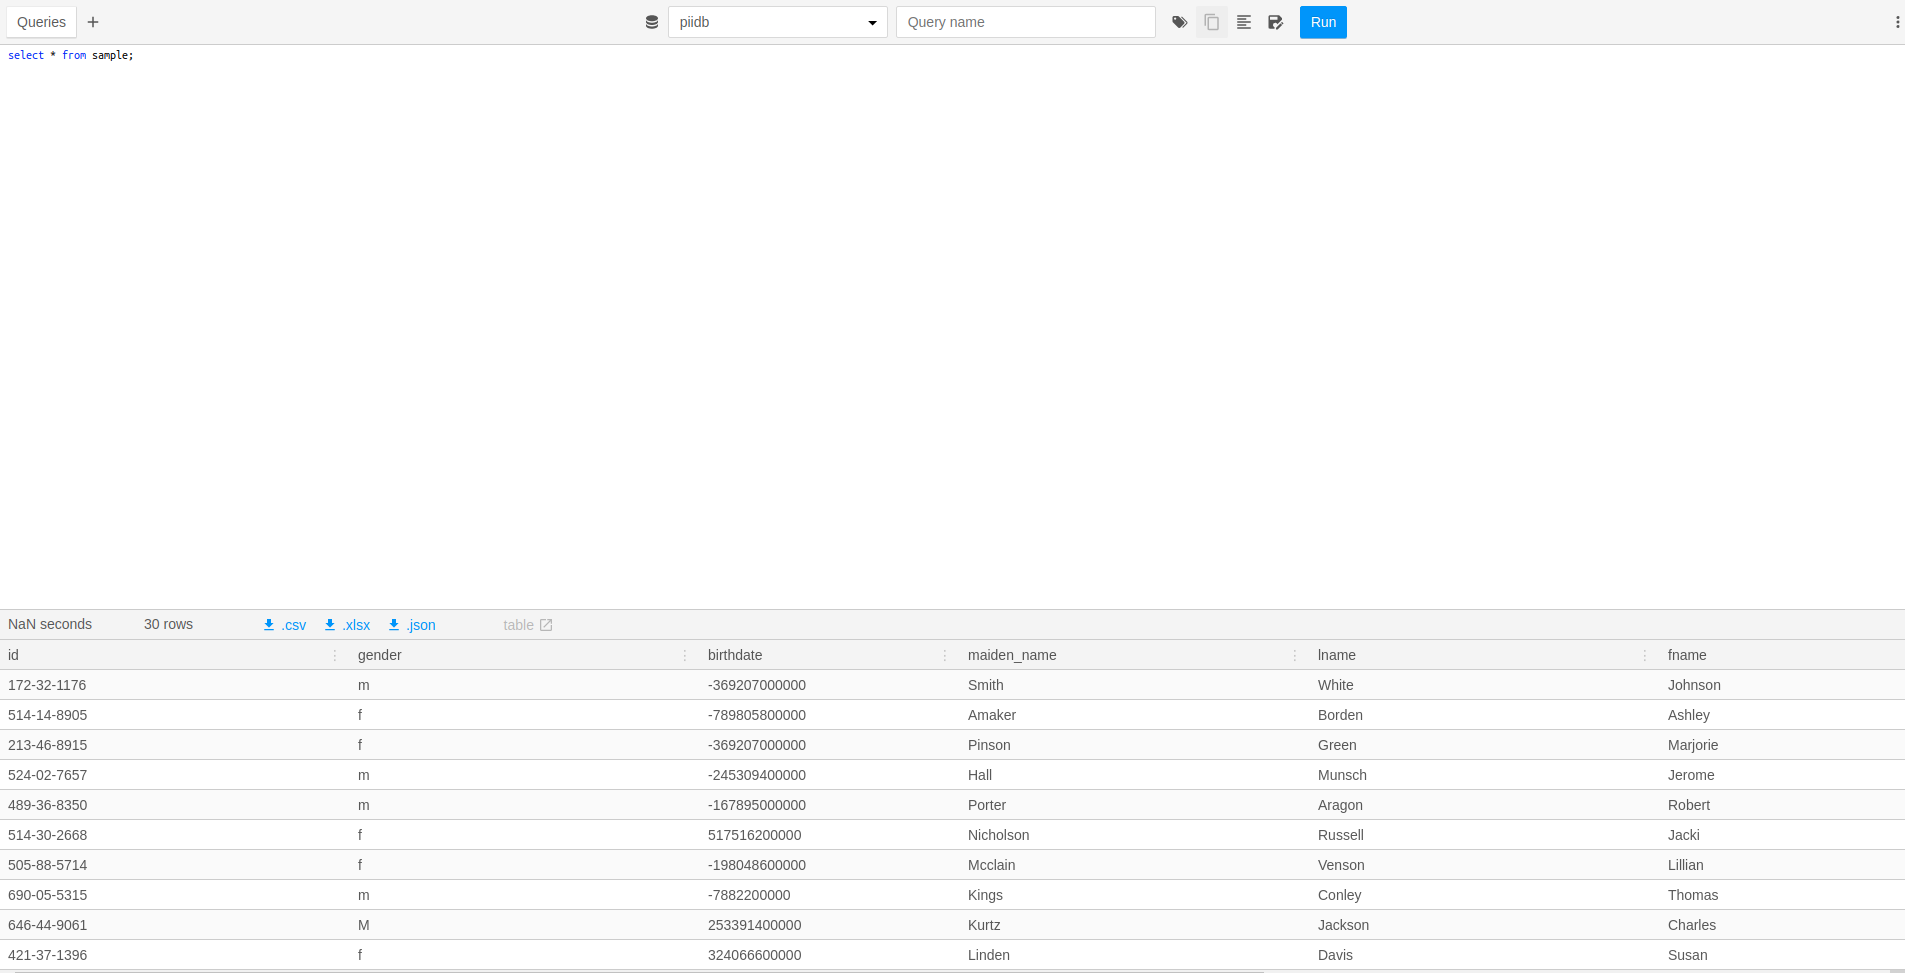 Queries + piidb Query name Run
select * from sample;
NaN seconds 30 rows .csv .xlsx .json table
id gender birthdate maiden_name lname fname
172-32-1176 m -369207000000 Smith White Johnson
514-14-8905 f -789805800000 Amaker Borden Ashley
213-46-8915 f -369207000000 Pinson Green Marjorie
524-02-7657 m -245309400000 Hall Munsch Jerome
489-36-8350 m -167895000000 Porter Aragon Robert
514-30-2668 f 517516200000 Nicholson Russell Jacki
505-88-5714 f -198048600000 Mcclain Venson Lillian
690-05-5315 m -7882200000 Kings Conley Thomas
646-44-9061 M 253391400000 Kurtz Jackson Charles
421-37-1396 f 324066600000 Linden Davis Susan